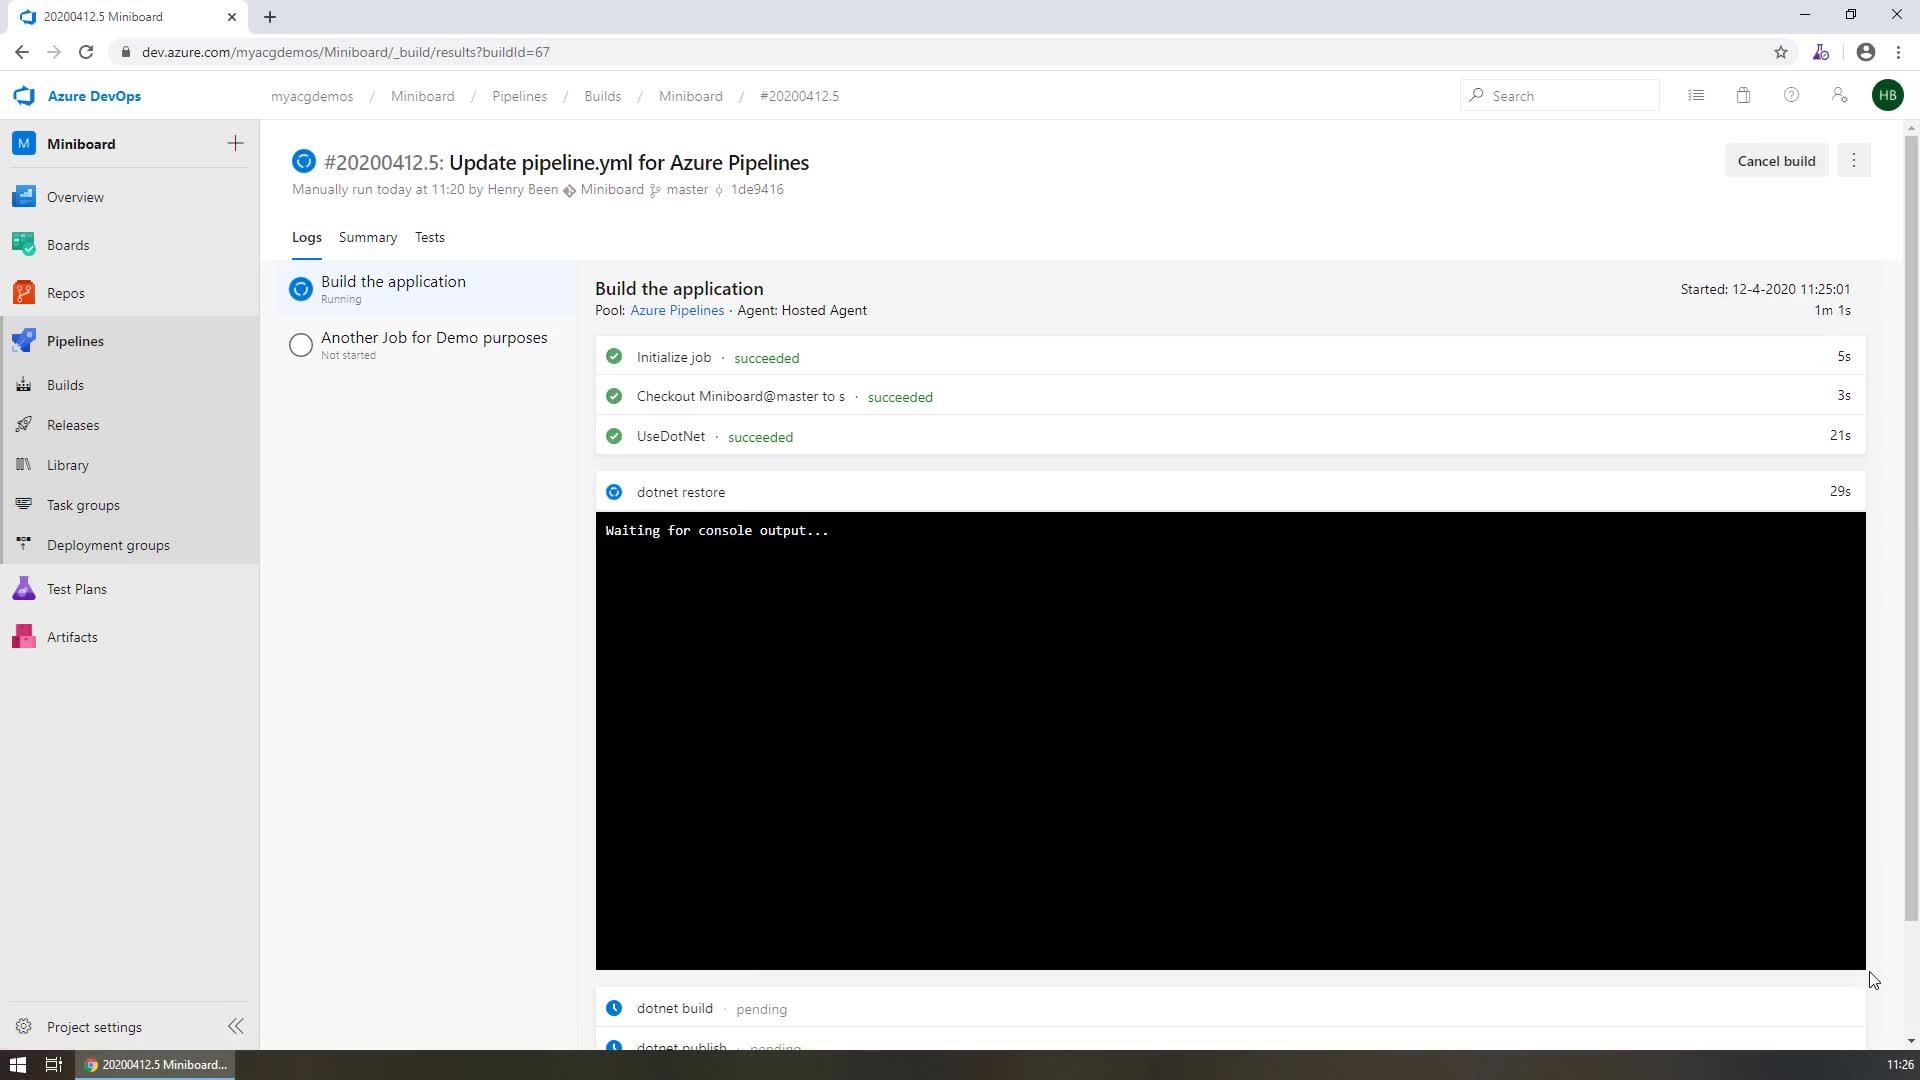 20200412.5 Miniboard
dev.azure.com/myacgdemos/Miniboard/_build/results?buildId=67
Azure DevOps
myacgdemos / Miniboard / Pipelines / Builds / Miniboard / #20200412.5
Search
HB
M Miniboard
Overview
Boards
Repos
Pipelines
Builds
Releases
Library
Task groups
Deployment groups
Test Plans
Artifacts
Project settings
#20200412.5: Update pipeline.yml for Azure Pipelines
Manually run today at 11:20 by Henry Been Miniboard master 1de9416
Cancel build
Logs Summary Tests
Build the application
Running
Another Job for Demo purposes
Not started
Build the application
Pool: Azure Pipelines · Agent: Hosted Agent
Started: 12-4-2020 11:25:01
1m 1s
Initialize job · succeeded 5s
Checkout Miniboard@master to s · succeeded 3s
UseDotNet · succeeded 21s
dotnet restore 29s
Waiting for console output...
dotnet build · pending
dotnet publish · pending
20200412.5 Miniboard...
11:26